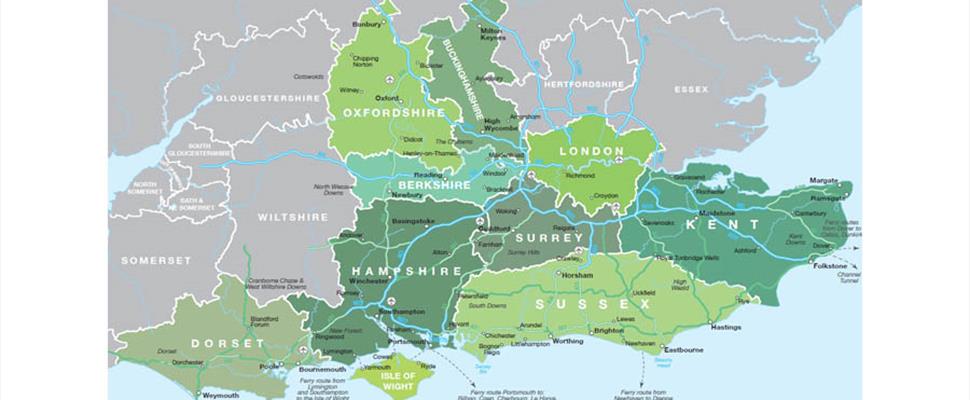 Banbury
Milton
Keynes
Chipping
Norton
Bicester
Cotswolds
Aylesbury
BUCKINGHAMSHIRE
HERTFORDSHIRE
ESSEX
Witney
Oxford
GLOUCESTERSHIRE
OXFORDSHIRE
Amersham
High
Wycombe
Didcot
The Chilterns
Henley-on-Thames
Maidenhead
LONDON
SOUTH
GLOUCESTERSHIRE
Reading
Windsor
Richmond
BERKSHIRE
Newbury
Bracknell
Croydon
North Wessex
Downs
NORTH
SOMERSET
BATH &
N.E SOMERSET
WILTSHIRE
Gravesend
Rochester
Margate
Ramsgate
Canterbury
Maidstone
KENT
Sevenoaks
Kent
Downs
Dover
Ashford
Folkstone
Ferry routes
from Dover to
Calais, Dunkirk
Channel
Tunnel
Basingstoke
Andover
Woking
Guildford
Reigate
SURREY
Farnham
Surrey Hills
Crawley
Royal Tunbridge Wells
Alton
SOMERSET
HAMPSHIRE
Winchester
Horsham
High
Weald
Uckfield
Rye
Cranborne Chase &
West Wiltshire Downs
Romsey
Petersfield
South Downs
SUSSEX
Southampton
Blandford
Forum
New Forest
Ringwood
Fareham
Havant
Chichester
Arundel
Lewes
Hastings
DORSET
Portsmouth
Bognor
Regis
Littlehampton
Worthing
Brighton
Newhaven
Eastbourne
Beachy
Head
Selsey
Bill
Dorset
Dorchester
Poole
Bournemouth
Lymington
Cowes
Yarmouth
Ryde
ISLE OF
WIGHT
Weymouth
Ferry route from
Lymington
and Southampton
to the Isle of Wight
Ferry route Portsmouth to:
Bilbao, Caen, Cherbourg, Le Havre,
Ferry route from
Newhaven to Dieppe